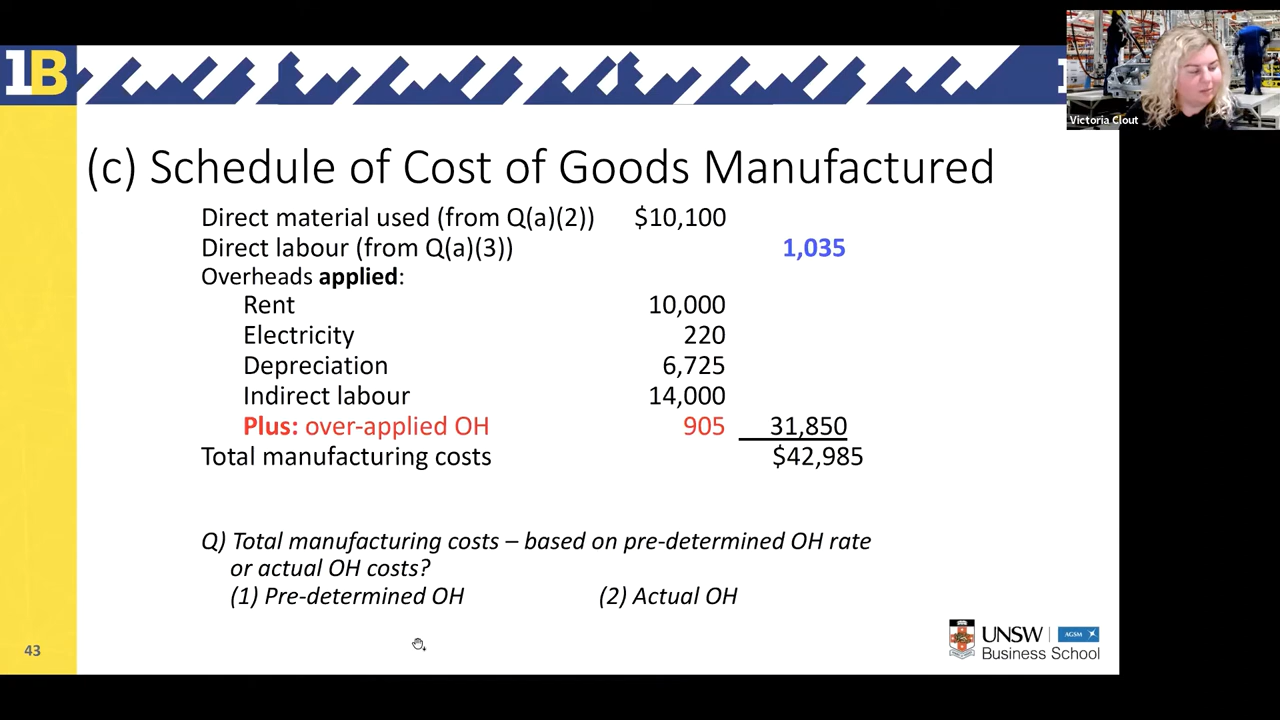 1B
1
Victoria Clout
(c) Schedule of Cost of Goods Manufactured
Direct material used (from Q(a)(2)) $10,100
Direct labour (from Q(a)(3)) 1,035
Overheads applied:
Rent 10,000
Electricity 220
Depreciation 6,725
Indirect labour 14,000
Plus: over-applied OH 905 31,850
Total manufacturing costs $42,985
Q) Total manufacturing costs – based on pre-determined OH rate
or actual OH costs?
(1) Pre-determined OH (2) Actual OH
43
UNSW AGSM
Business School